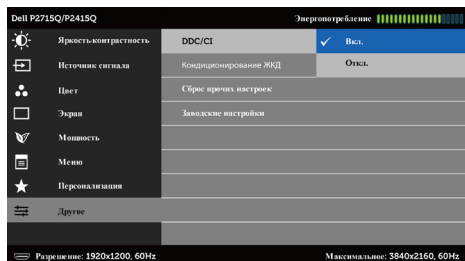 Dell P2715Q/P2415Q Энергопотребление
Яркость/контрастность DDC/CI Вкл.
Источник сигнала Кондиционирование ЖКД Откл.
Цвет Сброс прочих настроек
Экран Заводские настройки
Мощность
Меню
Персонализация
Другое
Разрешение: 1920x1200, 60Hz Максимальное: 3840x2160, 60Hz